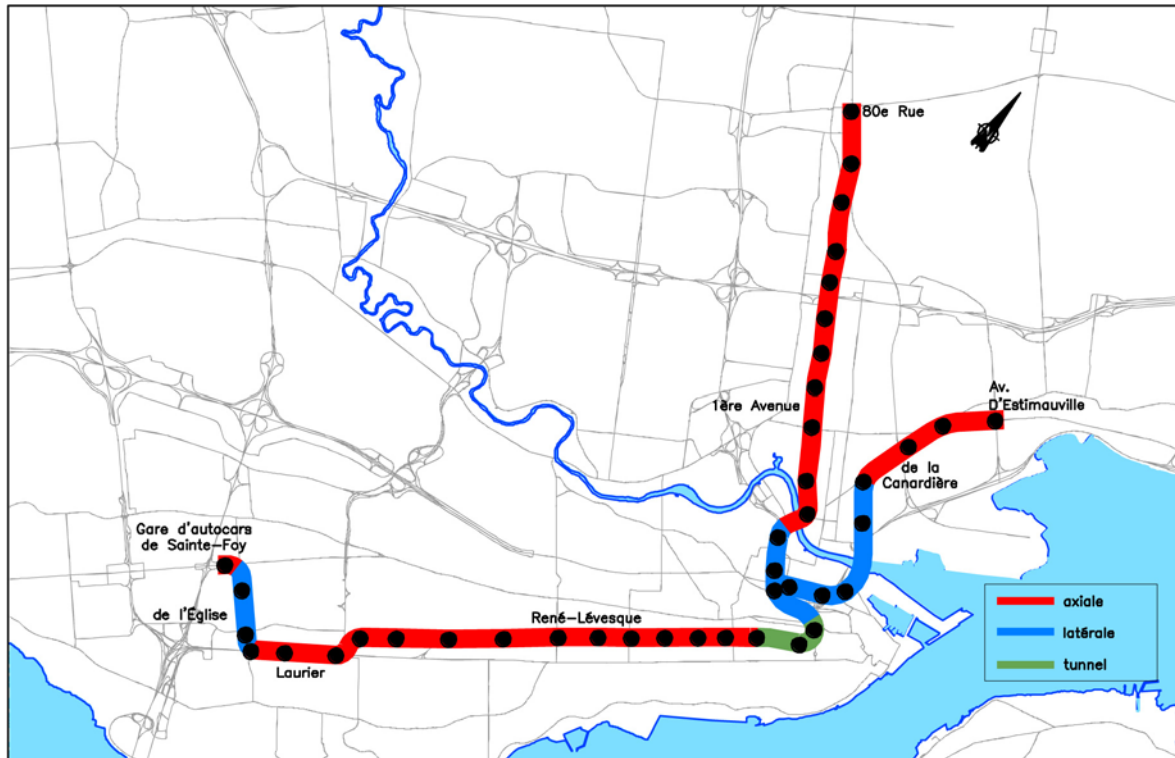 80e Rue
Av.
D'Estimauville
1ère Avenue
de la
Canardière
Gare d'autocars
de Sainte-Foy
de l'Église
René-Lévesque
Laurier
axiale
latérale
tunnel